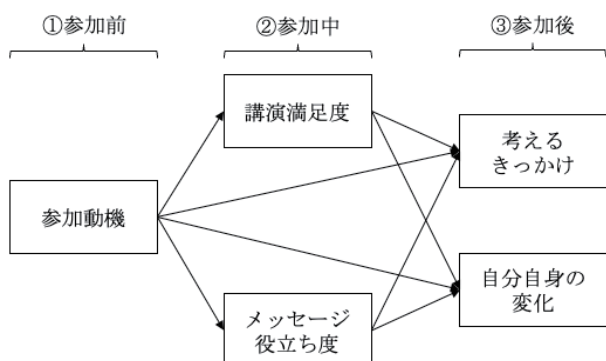 ①参加前
②参加中
③参加後
講演満足度
考える
きっかけ
参加動機
自分自身の
変化
メッセージ
役立ち度